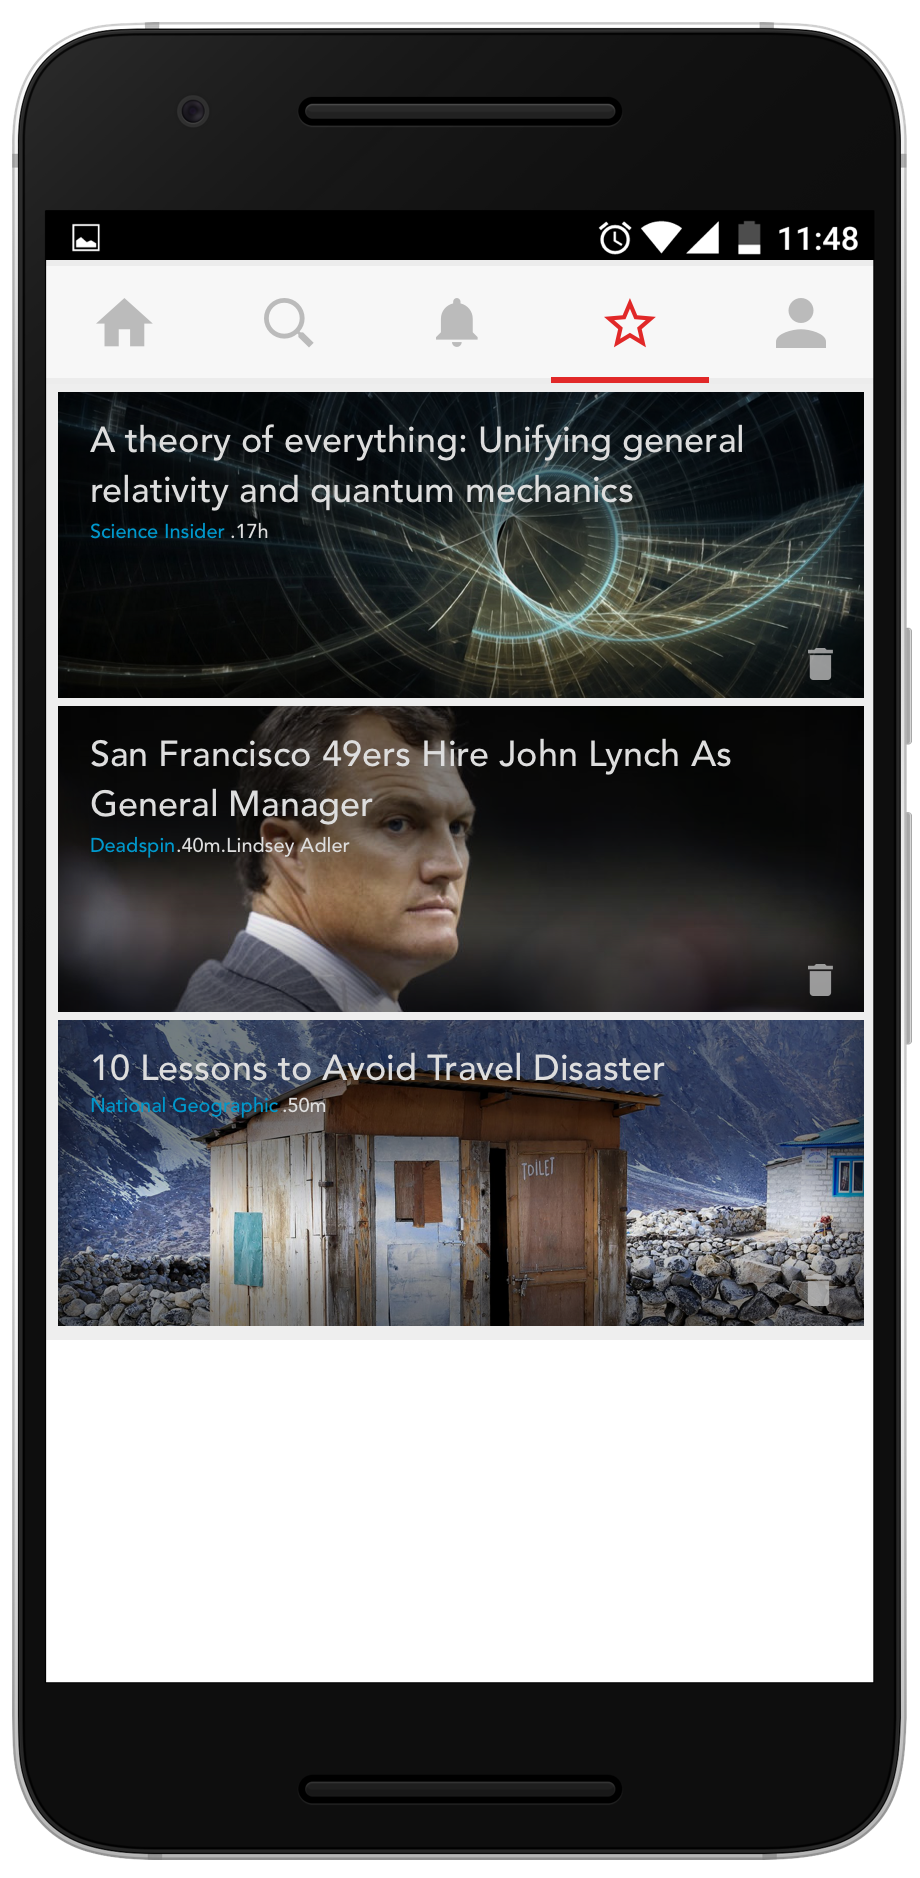 11:48
A theory of everything: Unifying general
relativity and quantum mechanics
Science Insider .17h
San Francisco 49ers Hire John Lynch As
General Manager
Deadspin.40m.Lindsey Adler
10 Lessons to Avoid Travel Disaster
National Geographic .50m
TOILET